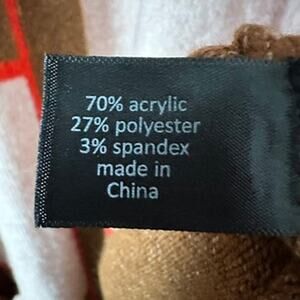 70% acrylic
27% polyester
3% spandex
made in
China